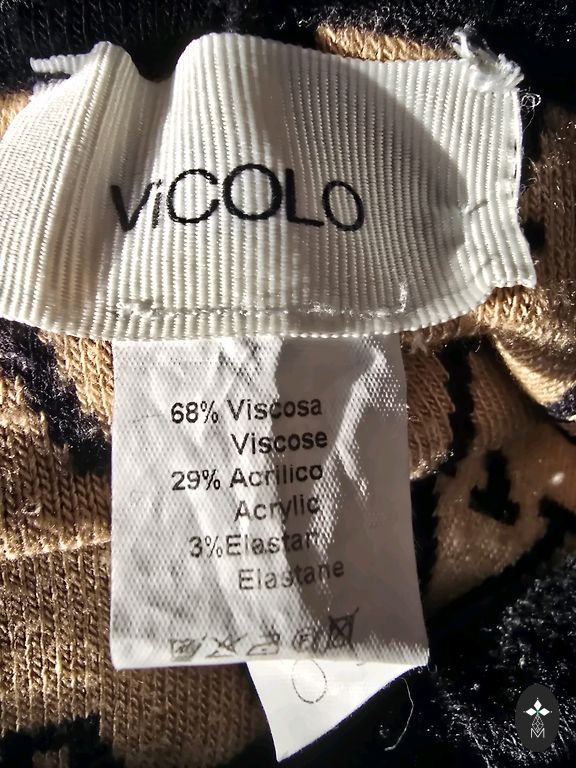 ViCOLO
68% Viscosa
Viscose
29% Acrilico
Acrylic
3%Elastan
Elastane
M